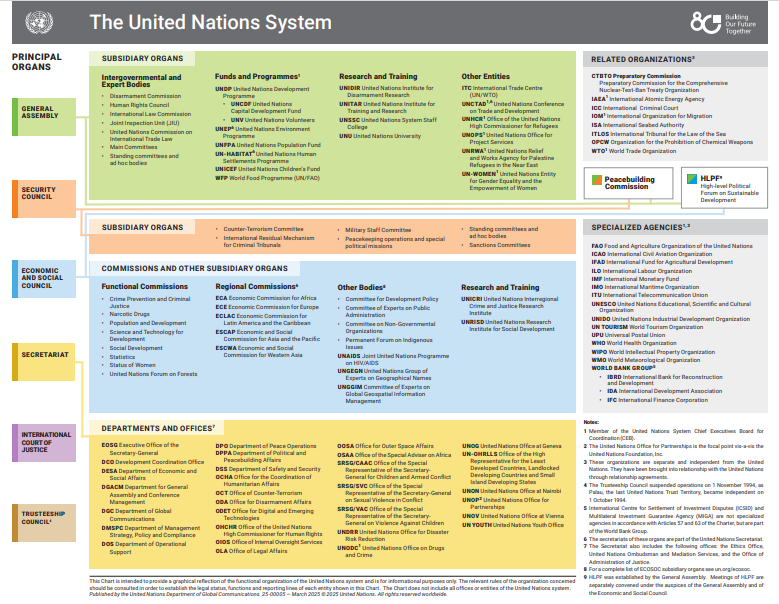 The United Nations System
Building
Our Future
Together
PRINCIPAL
ORGANS
GENERAL
ASSEMBLY
SECURITY
COUNCIL
ECONOMIC
AND SOCIAL
COUNCIL
SECRETARIAT
INTERNATIONAL
COURT OF
JUSTICE
TRUSTEESHIP
COUNCIL⁴
SUBSIDIARY ORGANS
Intergovernmental and
Expert Bodies
• Disarmament Commission
• Human Rights Council
• International Law Commission
• Joint Inspection Unit (JIU)
• United Nations Commission on
International Trade Law
• Main Committees
• Standing committees and
ad hoc bodies
Funds and Programmes¹
UNDP United Nations Development
Programme
• UNCDF United Nations
Capital Development Fund
• UNV United Nations Volunteers
UNEP⁸ United Nations Environment
Programme
UNFPA United Nations Population Fund
UN-HABITAT⁸ United Nations Human
Settlements Programme
UNICEF United Nations Children's Fund
WFP World Food Programme (UN/FAO)
Research and Training
UNIDIR United Nations Institute for
Disarmament Research
UNITAR United Nations Institute for
Training and Research
UNSSC United Nations System Staff
College
UNU United Nations University
Other Entities
ITC International Trade Centre
(UN/WTO)
UNCTAD¹,⁸ United Nations Conference
on Trade and Development
UNHCR¹ Office of the United Nations
High Commissioner for Refugees
UNOPS¹ United Nations Office for
Project Services
UNRWA¹ United Nations Relief
and Works Agency for Palestine
Refugees in the Near East
UN-WOMEN¹ United Nations Entity
for Gender Equality and the
Empowerment of Women
RELATED ORGANIZATIONS³
CTBTO Preparatory Commission
Preparatory Commission for the Comprehensive
Nuclear-Test-Ban Treaty Organization
IAEA¹ International Atomic Energy Agency
ICC International Criminal Court
IOM¹ International Organization for Migration
ISA International Seabed Authority
ITLOS International Tribunal for the Law of the Sea
OPCW Organization for the Prohibition of Chemical Weapons
WTO¹ World Trade Organization
Peacebuilding
Commission
HLPF⁹
High-level Political
Forum on Sustainable
Development
SUBSIDIARY ORGANS
• Counter-Terrorism Committee
• International Residual Mechanism
for Criminal Tribunals
• Military Staff Committee
• Peacekeeping operations and special
political missions
• Standing committees and
ad hoc bodies
• Sanctions Committees
COMMISSIONS AND OTHER SUBSIDIARY ORGANS
Functional Commissions
• Crime Prevention and Criminal
Justice
• Narcotic Drugs
• Population and Development
• Science and Technology for
Development
• Social Development
• Statistics
• Status of Women
• United Nations Forum on Forests
Regional Commissions⁶
ECA Economic Commission for Africa
ECE Economic Commission for Europe
ECLAC Economic Commission for
Latin America and the Caribbean
ESCAP Economic and Social
Commission for Asia and the Pacific
ESCWA Economic and Social
Commission for Western Asia
Other Bodies⁸
• Committee for Development Policy
• Committee of Experts on Public
Administration
• Committee on Non-Governmental
Organizations
• Permanent Forum on Indigenous
Issues
UNAIDS Joint United Nations Programme
on HIV/AIDS
UNGEGN United Nations Group of
Experts on Geographical Names
UNGGIM Committee of Experts on
Global Geospatial Information
Management
Research and Training
UNICRI United Nations Interregional
Crime and Justice Research
Institute
UNRISD United Nations Research
Institute for Social Development
SPECIALIZED AGENCIES¹,³
FAO Food and Agriculture Organization of the United Nations
ICAO International Civil Aviation Organization
IFAD International Fund for Agricultural Development
ILO International Labour Organization
IMF International Monetary Fund
IMO International Maritime Organization
ITU International Telecommunication Union
UNESCO United Nations Educational, Scientific and Cultural
Organization
UNIDO United Nations Industrial Development Organization
UN TOURISM World Tourism Organization
UPU Universal Postal Union
WHO World Health Organization
WIPO World Intellectual Property Organization
WMO World Meteorological Organization
WORLD BANK GROUP⁵
• IBRD International Bank for Reconstruction
and Development
• IDA International Development Association
• IFC International Finance Corporation
DEPARTMENTS AND OFFICES⁷
EOSG Executive Office of the
Secretary-General
DCO Development Coordination Office
DESA Department of Economic and
Social Affairs
DGACM Department for General
Assembly and Conference
Management
DGC Department of Global
Communications
DMSPC Department of Management
Strategy, Policy and Compliance
DOS Department of Operational
Support
DPO Department of Peace Operations
DPPA Department of Political and
Peacebuilding Affairs
DSS Department of Safety and Security
OCHA Office for the Coordination of
Humanitarian Affairs
OCT Office of Counter-Terrorism
ODA Office for Disarmament Affairs
ODET Office for Digital and Emerging
Technologies
OHCHR Office of the United Nations
High Commissioner for Human Rights
OIOS Office of Internal Oversight Services
OLA Office of Legal Affairs
OOSA Office for Outer Space Affairs
OSAA Office of the Special Adviser on Africa
SRSG/CAAC Office of the Special
Representative of the Secretary-
General for Children and Armed Conflict
SRSG/SVC Office of the Special
Representative of the Secretary-General
on Sexual Violence in Conflict
SRSG/VAC Office of the Special
Representative of the Secretary-
General on Violence Against Children
UNDRR United Nations Office for Disaster
Risk Reduction
UNODC¹ United Nations Office on Drugs
and Crime
UNOG United Nations Office at Geneva
UN-OHRLLS Office of the High
Representative for the Least
Developed Countries, Landlocked
Developing Countries and Small
Island Developing States
UNON United Nations Office at Nairobi
UNOP² United Nations Office for
Partnerships
UNOV United Nations Office at Vienna
UN YOUTH United Nations Youth Office
Notes:
1 Member of the United Nations System Chief Executives Board for
Coordination (CEB).
2 The United Nations Office for Partnerships is the focal point vis-a-vis the
United Nations Foundation, Inc.
3 These organizations are separate and independent from the United
Nations. They have been brought into relationship with the United Nations
through relationship agreements.
4 The Trusteeship Council suspended operations on 1 November 1994, as
Palau, the last United Nations Trust Territory, became independent on
1 October 1994.
5 International Centre for Settlement of Investment Disputes (ICSID) and
Multilateral Investment Guarantee Agency (MIGA) are not specialized
agencies in accordance with Articles 57 and 63 of the Charter, but are part
of the World Bank Group.
6 The secretariats of these organs are part of the United Nations Secretariat.
7 The Secretariat also includes the following offices: the Ethics Office,
United Nations Ombudsman and Mediation Services, and the Office of
Administration of Justice.
8 For a complete list of ECOSOC subsidiary organs see un.org/ecosoc.
9 HLPF was established by the General Assembly. Meetings of HLPF are
separately convened under the auspices of the General Assembly and of
the Economic and Social Council.
This Chart is intended to provide a graphical reflection of the functional organization of the United Nations system and is for informational purposes only. The relevant rules of the organization concerned
should be consulted in order to establish the legal status, functions and reporting lines of each entity shown in this Chart. The Chart does not include all offices or entities of the United Nations system.
Published by the United Nations Department of Global Communications. 25-00005 — March 2025 © 2025 United Nations. All rights reserved worldwide.